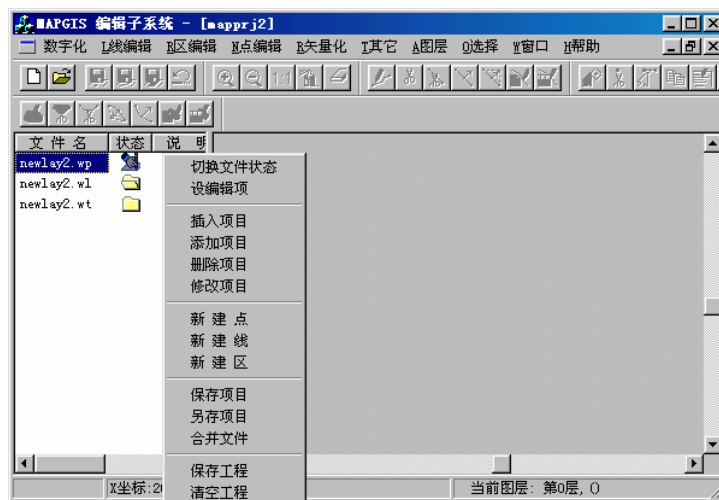 MAPGIS 编辑子系统 - [mapprj2]
数字化 L线编辑 R区编辑 N点编辑 R矢量化 T其它 A图层 Q选择 W窗口 H帮助
1:1
文件名 状态 说 明
newlay2.wp
newlay2.wl
newlay2.wt
切换文件状态
设编辑项
插入项目
添加项目
删除项目
修改项目
新 建 点
新 建 线
新 建 区
保存项目
另存项目
合并文件
保存工程
清空工程
X坐标:20 当前图层: 第0层, ()